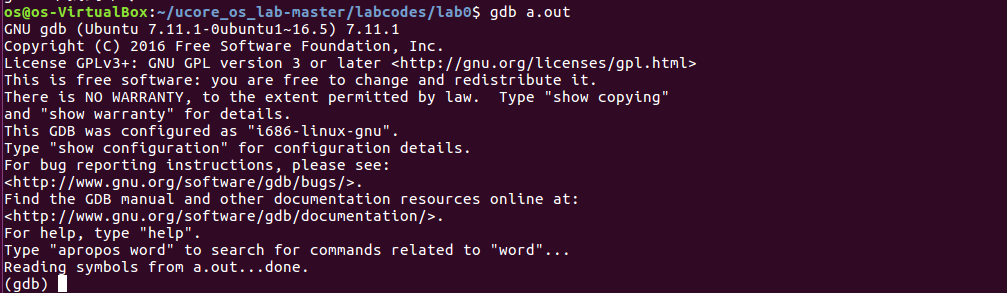 os@os-VirtualBox:~/ucore_os_lab-master/labcodes/lab0$ gdb a.out
GNU gdb (Ubuntu 7.11.1-0ubuntu1~16.5) 7.11.1
Copyright (C) 2016 Free Software Foundation, Inc.
License GPLv3+: GNU GPL version 3 or later <http://gnu.org/licenses/gpl.html>
This is free software: you are free to change and redistribute it.
There is NO WARRANTY, to the extent permitted by law.  Type "show copying"
and "show warranty" for details.
This GDB was configured as "i686-linux-gnu".
Type "show configuration" for configuration details.
For bug reporting instructions, please see:
<http://www.gnu.org/software/gdb/bugs/>.
Find the GDB manual and other documentation resources online at:
<http://www.gnu.org/software/gdb/documentation/>.
For help, type "help".
Type "apropos word" to search for commands related to "word"...
Reading symbols from a.out...done.
(gdb)